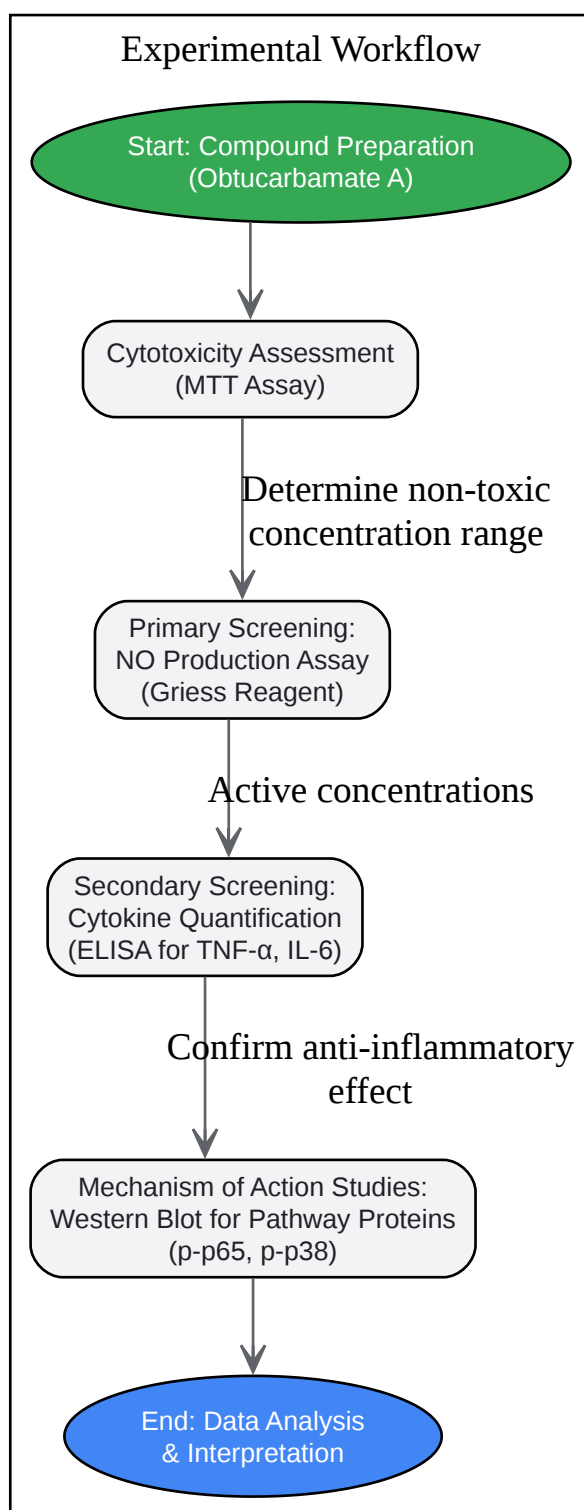 Experimental Workflow
Start: Compound Preparation
(Obtucarbamate A)
Cytotoxicity Assessment
(MTT Assay)
Determine non-toxic
concentration range
Primary Screening:
NO Production Assay
(Griess Reagent)
Active concentrations
Secondary Screening:
Cytokine Quantification
(ELISA for TNF-α, IL-6)
Confirm anti-inflammatory
effect
Mechanism of Action Studies:
Western Blot for Pathway Proteins
(p-p65, p-p38)
End: Data Analysis
& Interpretation